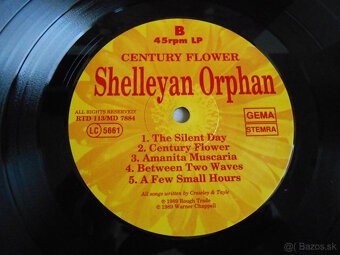 B
45rpm LP
CENTURY FLOWER
Shelleyan Orphan
ALL RIGHTS RESERVED!
RTD 113/MD 7884
LC 5661
GEMA
STEMRA
1. The Silent Day
2. Century Flower
3. Amanita Muscaria
4. Between Two Waves
5. A Few Small Hours
All songs written by Crawley & Tayle
℗ 1989 Rough Trade
© 1989 Warner Chappell
Bazos.sk